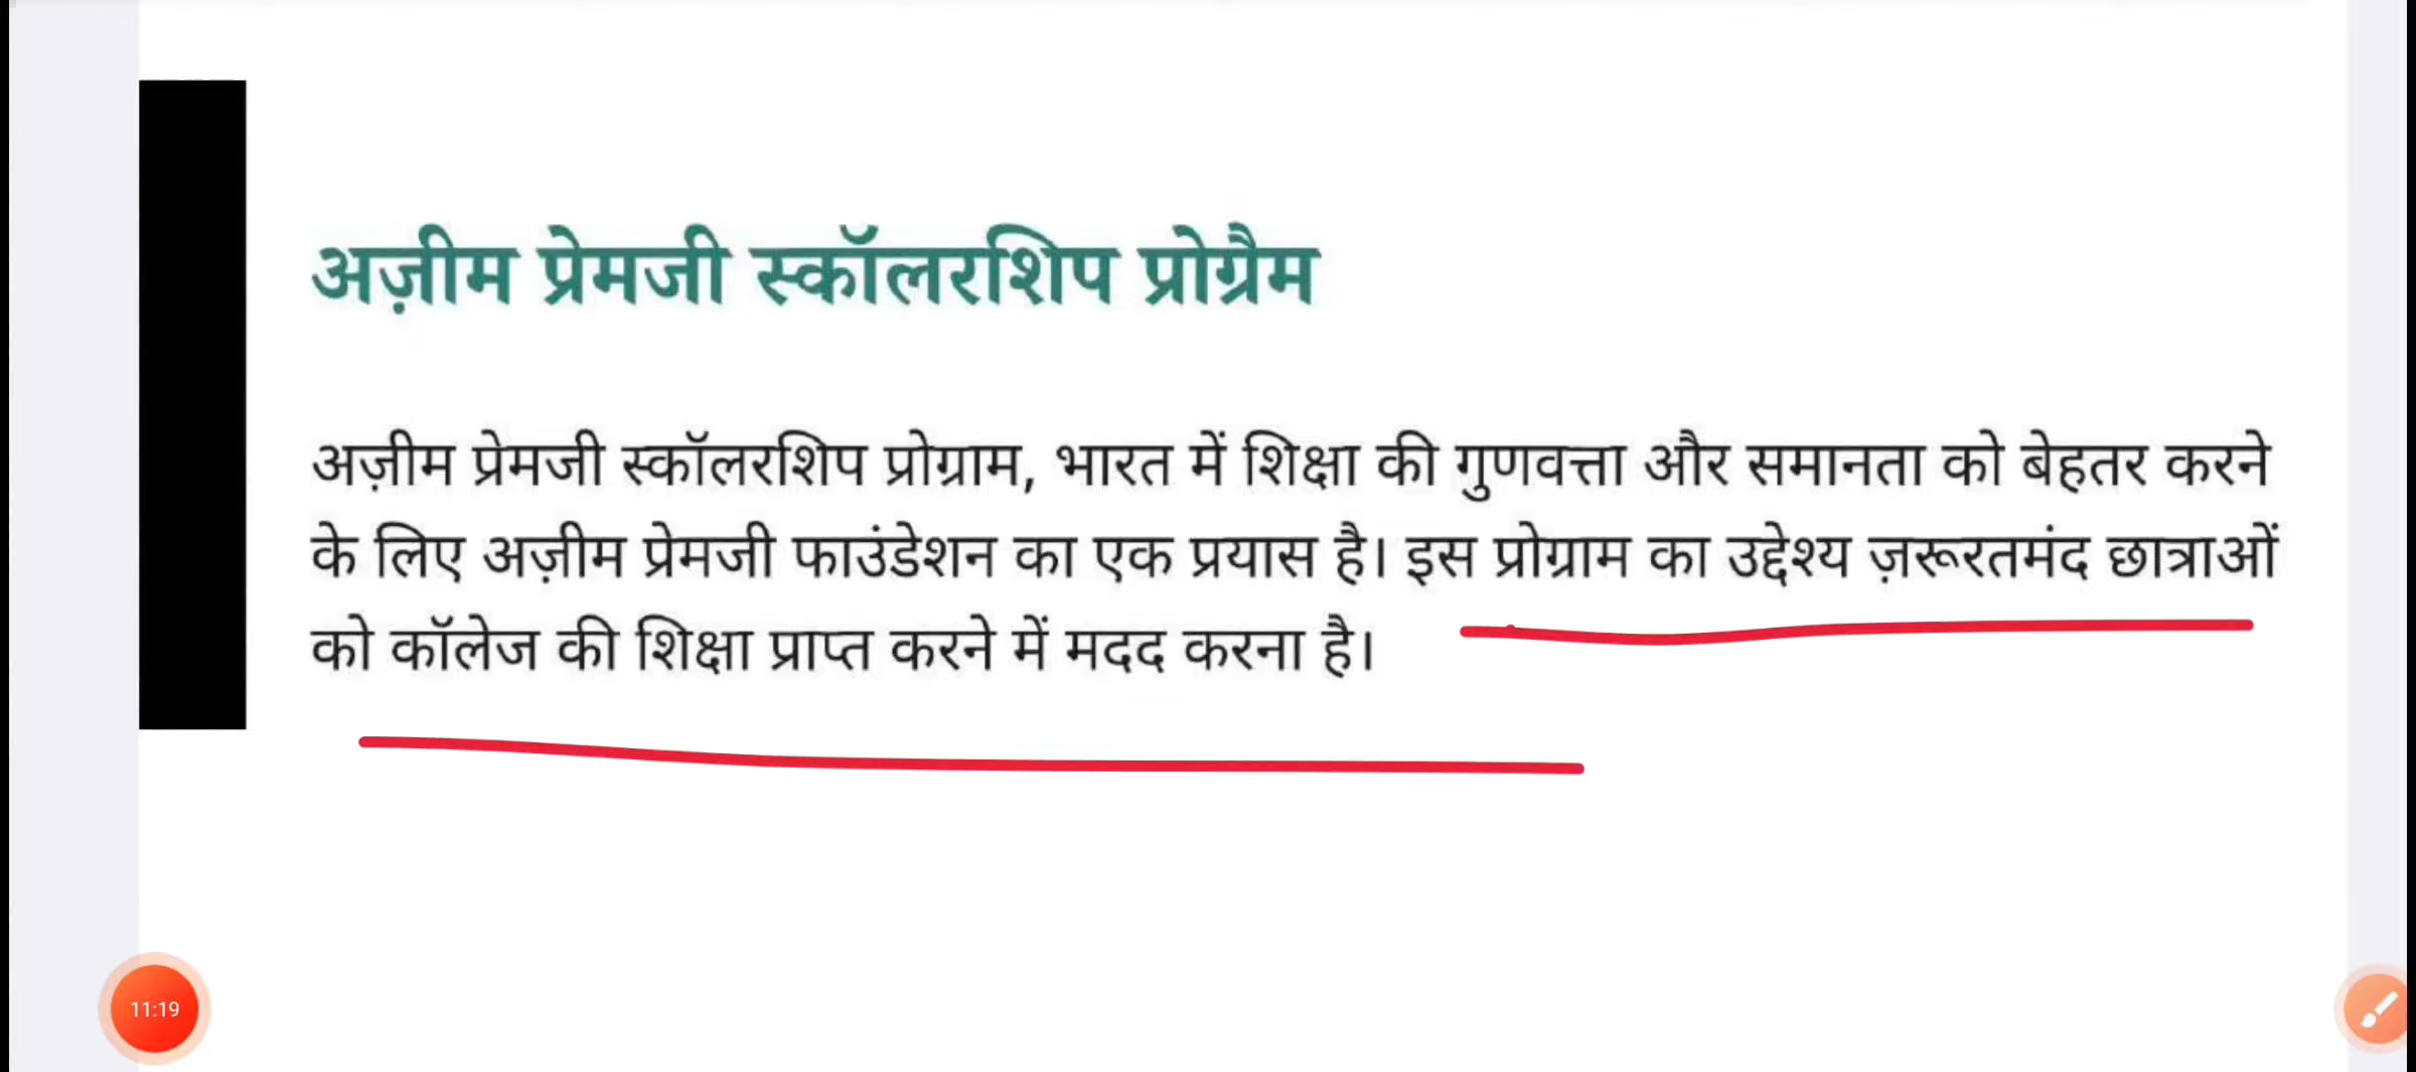 अज़ीम प्रेमजी स्कॉलरशिप प्रोग्रैम
अज़ीम प्रेमजी स्कॉलरशिप प्रोग्राम, भारत में शिक्षा की गुणवत्ता और समानता को बेहतर करने
के लिए अज़ीम प्रेमजी फाउंडेशन का एक प्रयास है। इस प्रोग्राम का उद्देश्य ज़रूरतमंद छात्राओं
को कॉलेज की शिक्षा प्राप्त करने में मदद करना है।
11:19